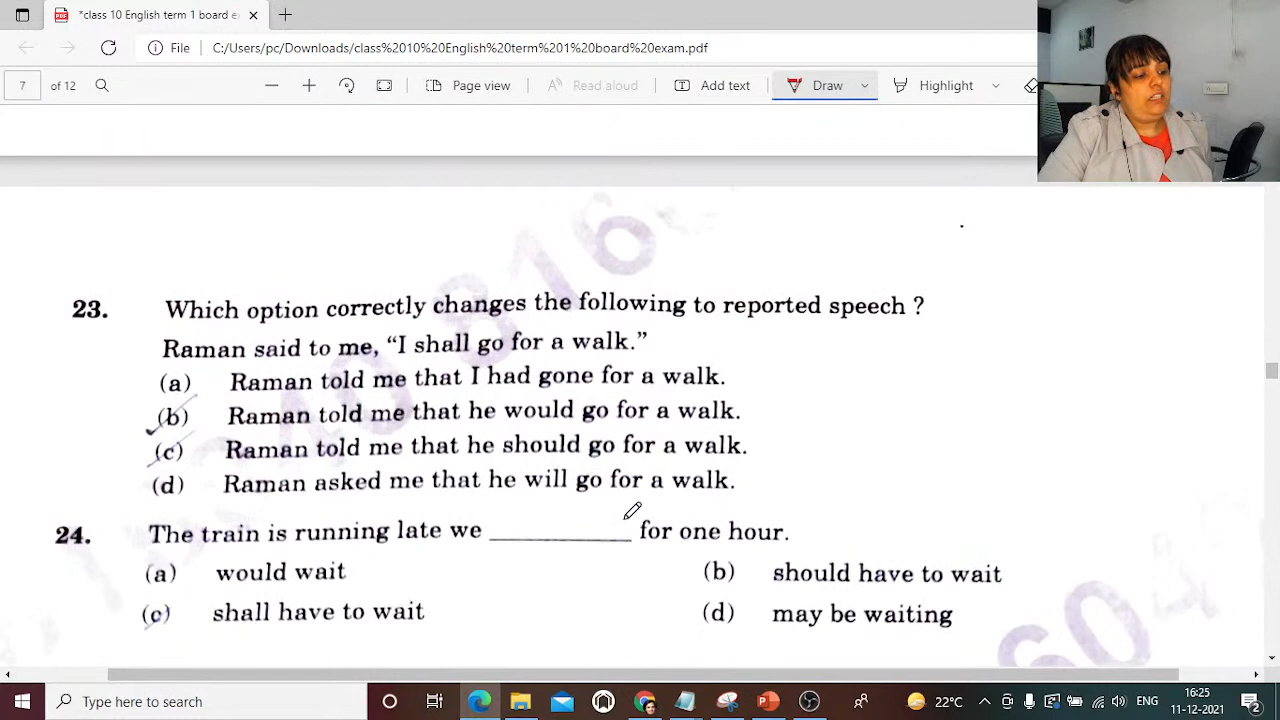 *class 10 English term 1 board e
File C:/Users/pc/Downloads/class%2010%20English%20term%201%20board%20exam.pdf
7 of 12 Page view Read aloud Add text Draw Highlight
23. Which option correctly changes the following to reported speech ?
Raman said to me, “I shall go for a walk.”
(a) Raman told me that I had gone for a walk.
(b) Raman told me that he would go for a walk.
(c) Raman told me that he should go for a walk.
(d) Raman asked me that he will go for a walk.
24. The train is running late we __________ for one hour.
(a) would wait (b) should have to wait
(c) shall have to wait (d) may be waiting
Type here to search 22°C 16:25
11-12-2021